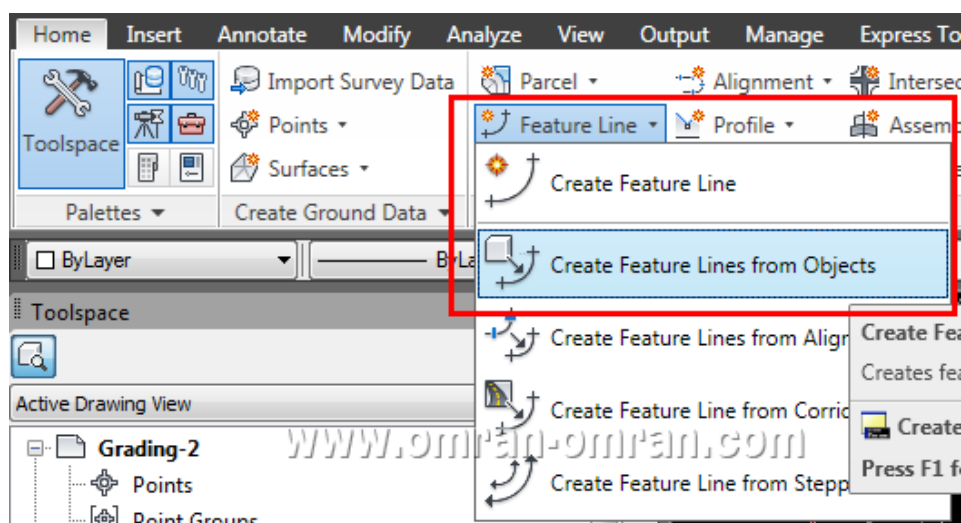 Home Insert Annotate Modify Analyze View Output Manage Express To
Import Survey Data Parcel Alignment Intersec
Toolspace Points Feature Line Profile Assem
Surfaces Create Feature Line
Palettes Create Ground Data
ByLayer ByLa Create Feature Lines from Objects
Toolspace
Create Feature Lines from Align Create Fea
Creates fea
Active Drawing View
Create Feature Line from Corric Create
Grading-2 www.omran-omran.com
Points Create Feature Line from Stepp Press F1 f
Point Groups